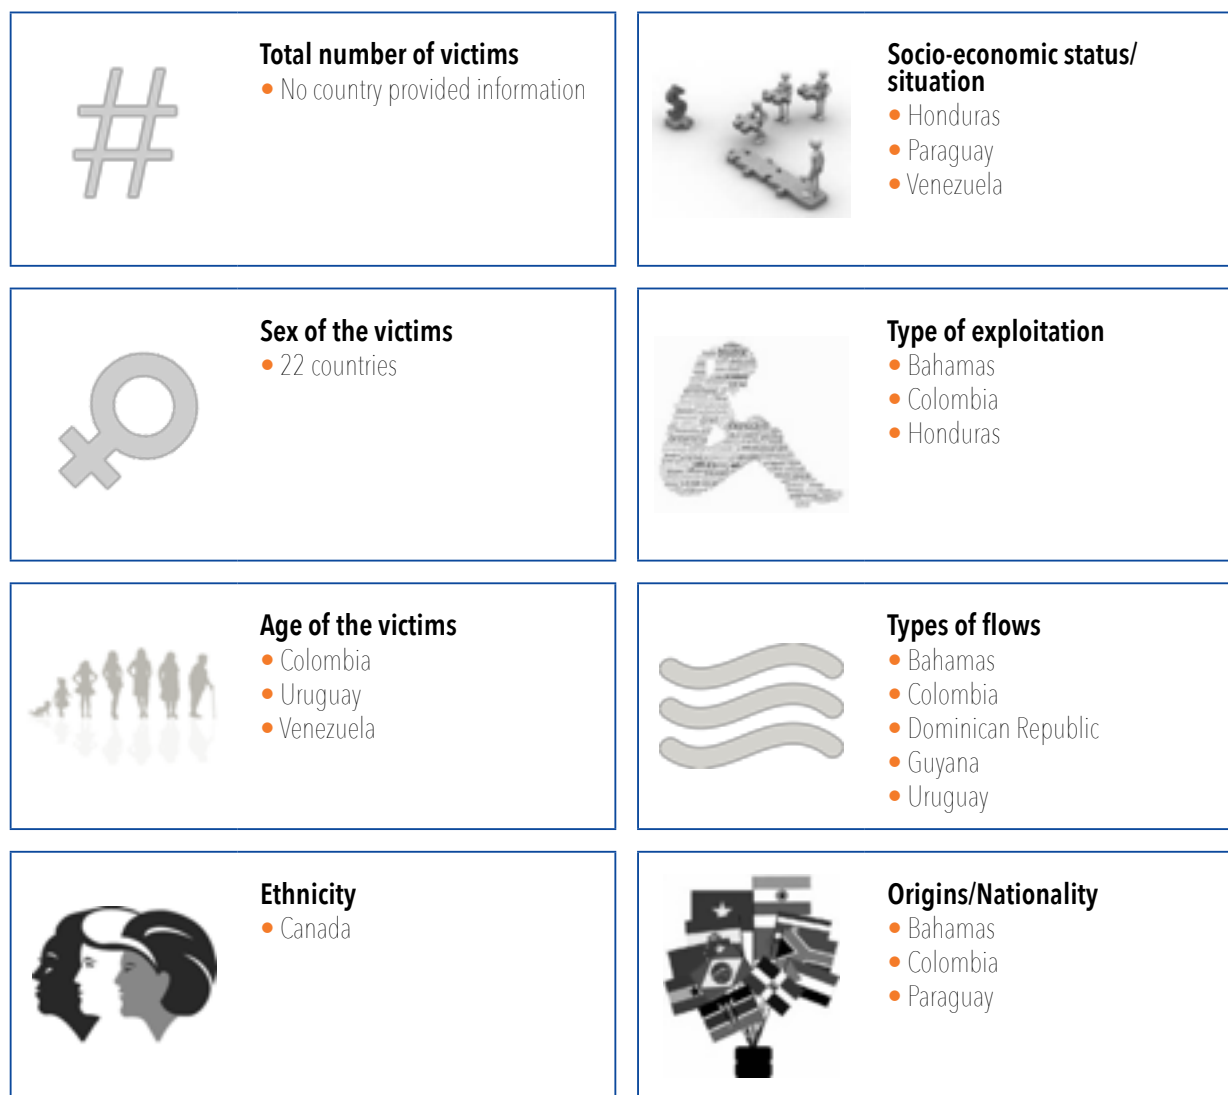 Total number of victims
• No country provided information
Socio-economic status/
situation
• Honduras
• Paraguay
• Venezuela
Sex of the victims
• 22 countries
Type of exploitation
• Bahamas
• Colombia
• Honduras
Age of the victims
• Colombia
• Uruguay
• Venezuela
Types of flows
• Bahamas
• Colombia
• Dominican Republic
• Guyana
• Uruguay
Ethnicity
• Canada
Origins/Nationality
• Bahamas
• Colombia
• Paraguay